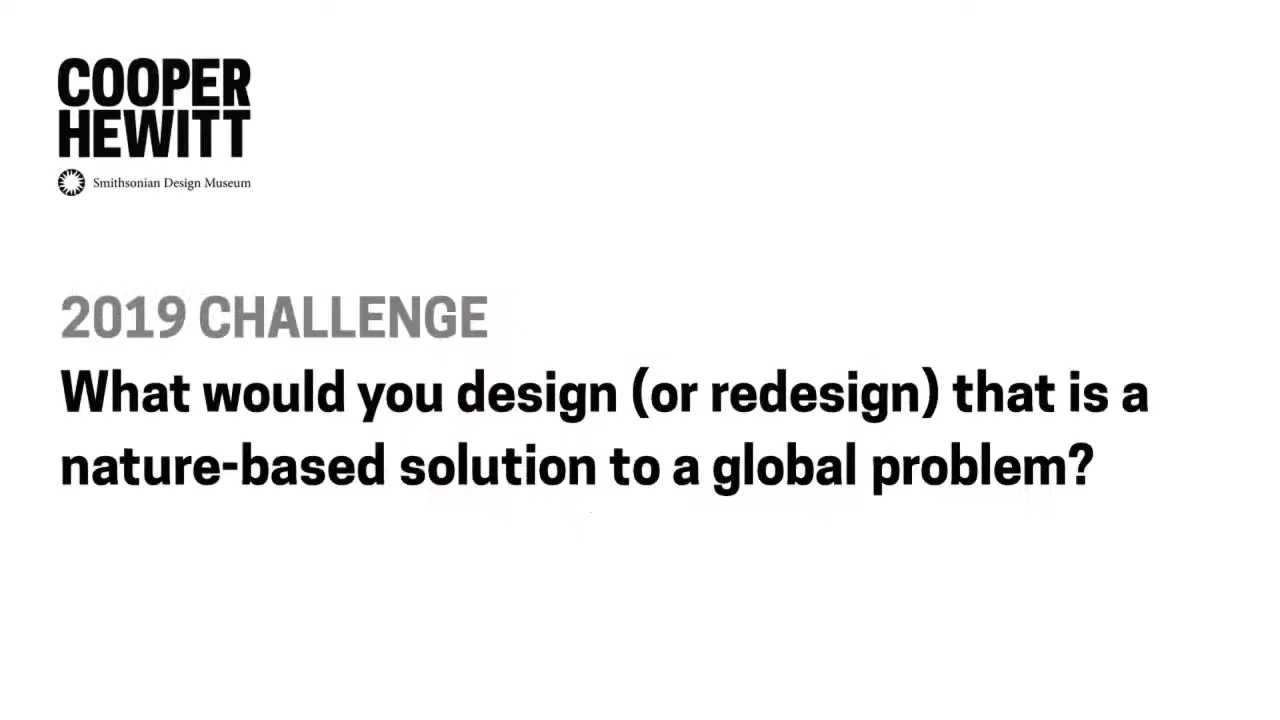 COOPER
HEWITT
Smithsonian Design Museum
2019 CHALLENGE
What would you design (or redesign) that is a
nature-based solution to a global problem?